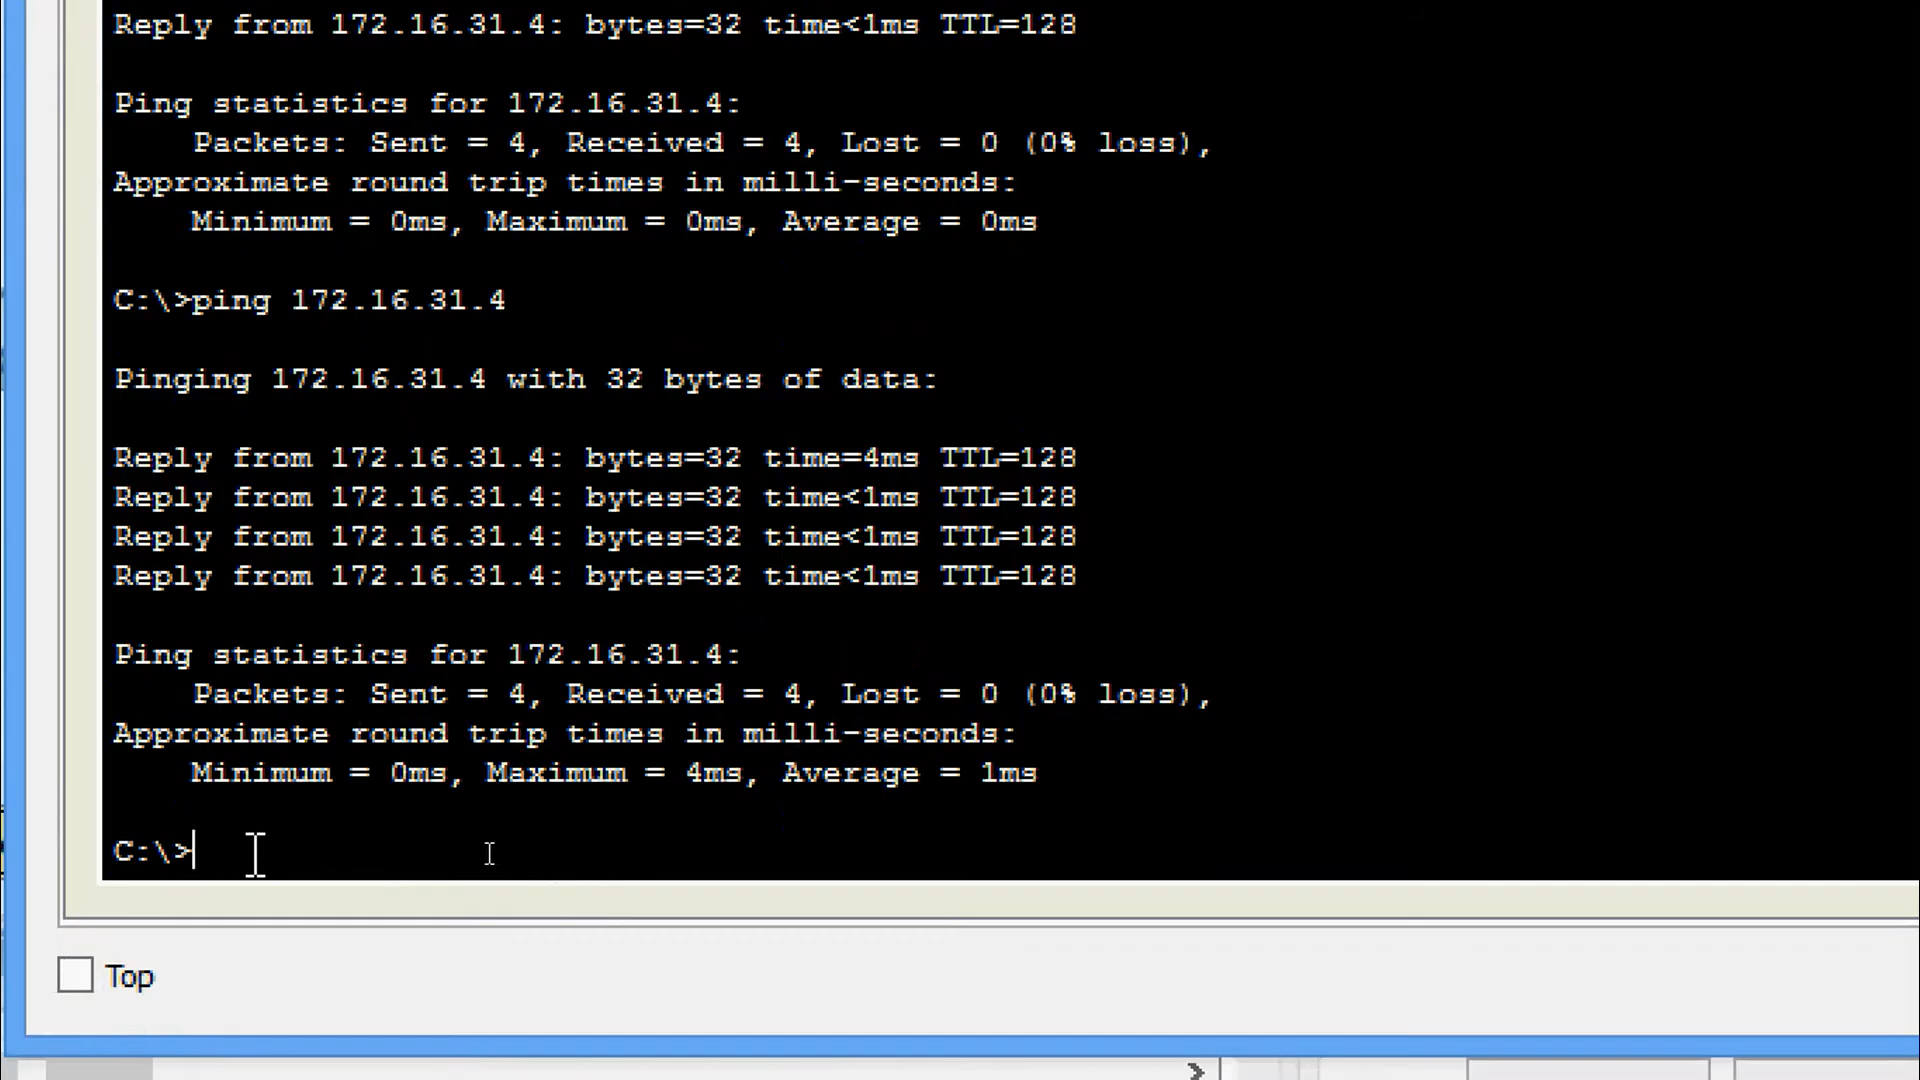 Reply from 172.16.31.4: bytes=32 time<1ms TTL=128
Ping statistics for 172.16.31.4:
Packets: Sent = 4, Received = 4, Lost = 0 (0% loss),
Approximate round trip times in milli-seconds:
Minimum = 0ms, Maximum = 0ms, Average = 0ms
C:\>ping 172.16.31.4
Pinging 172.16.31.4 with 32 bytes of data:
Reply from 172.16.31.4: bytes=32 time=4ms TTL=128
Reply from 172.16.31.4: bytes=32 time<1ms TTL=128
Reply from 172.16.31.4: bytes=32 time<1ms TTL=128
Reply from 172.16.31.4: bytes=32 time<1ms TTL=128
Ping statistics for 172.16.31.4:
Packets: Sent = 4, Received = 4, Lost = 0 (0% loss),
Approximate round trip times in milli-seconds:
Minimum = 0ms, Maximum = 4ms, Average = 1ms
C:\>
Top